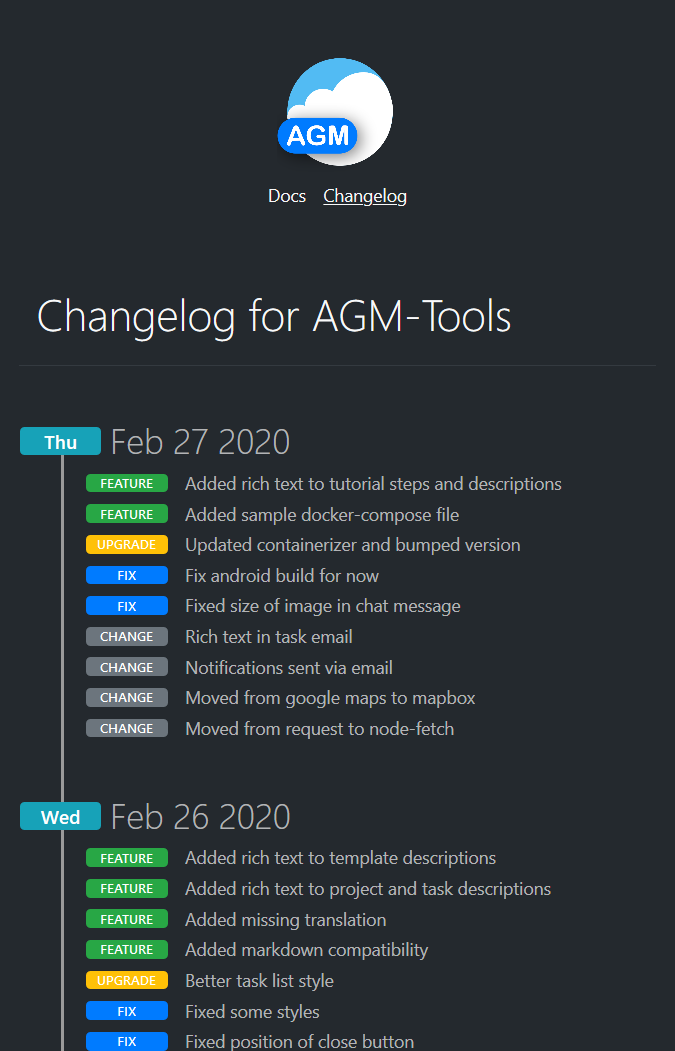 AGM
Docs Changelog
Changelog for AGM-Tools
Thu Feb 27 2020
FEATURE Added rich text to tutorial steps and descriptions
FEATURE Added sample docker-compose file
UPGRADE Updated containerizer and bumped version
FIX Fix android build for now
FIX Fixed size of image in chat message
CHANGE Rich text in task email
CHANGE Notifications sent via email
CHANGE Moved from google maps to mapbox
CHANGE Moved from request to node-fetch
Wed Feb 26 2020
FEATURE Added rich text to template descriptions
FEATURE Added rich text to project and task descriptions
FEATURE Added missing translation
FEATURE Added markdown compatibility
UPGRADE Better task list style
FIX Fixed some styles
FIX Fixed position of close button